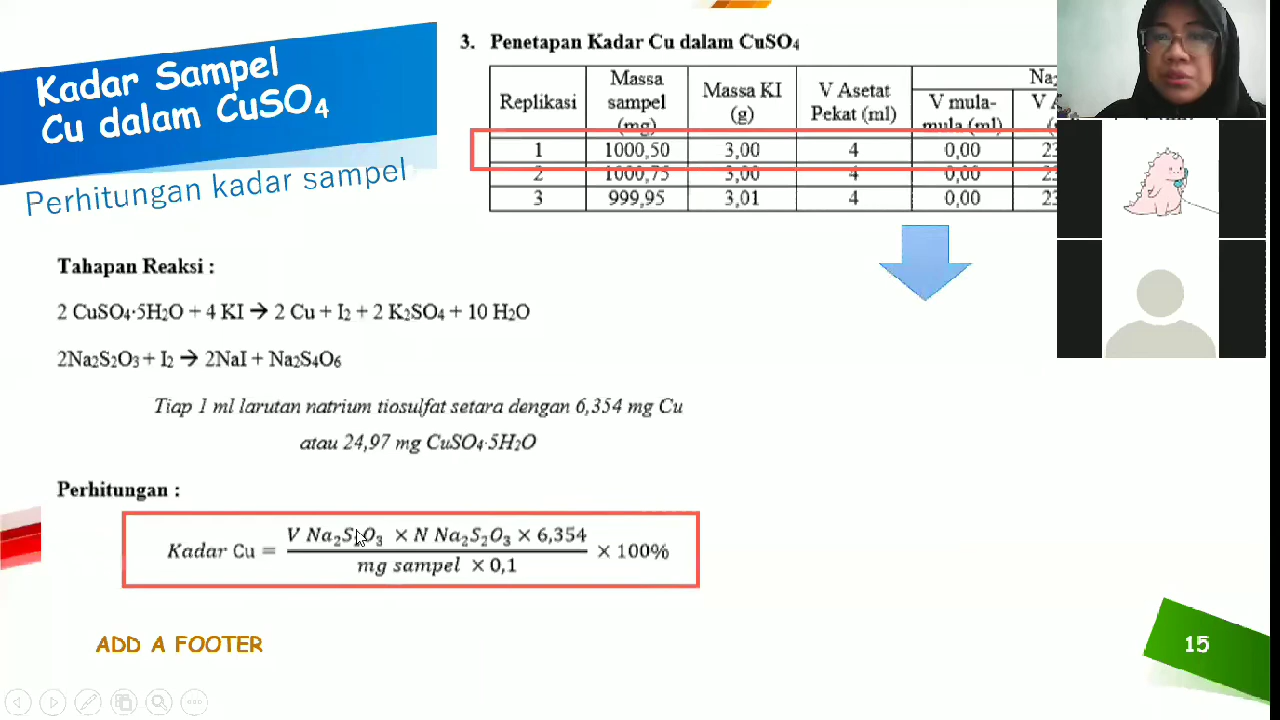 Kadar Sampel
Cu dalam CuSO₄
Perhitungan kadar sampel
3. Penetapan Kadar Cu dalam CuSO₄
Replikasi Massa sampel (mg) Massa KI (g) V Asetat Pekat (ml) V mula-mula (ml)
1 1000,50 3,00 4 0,00
2 1000,75 3,00 4 0,00
3 999,95 3,01 4 0,00
Tahapan Reaksi :
2 CuSO₄·5H₂O + 4 KI → 2 Cu + I₂ + 2 K₂SO₄ + 10 H₂O
2Na₂S₂O₃ + I₂ → 2NaI + Na₂S₄O₆
Tiap 1 ml larutan natrium tiosulfat setara dengan 6,354 mg Cu
atau 24,97 mg CuSO₄·5H₂O
Perhitungan :
V Na₂S₂O₃ × N Na₂S₂O₃ × 6,354
Kadar Cu = × 100%
mg sampel × 0,1
ADD A FOOTER
15